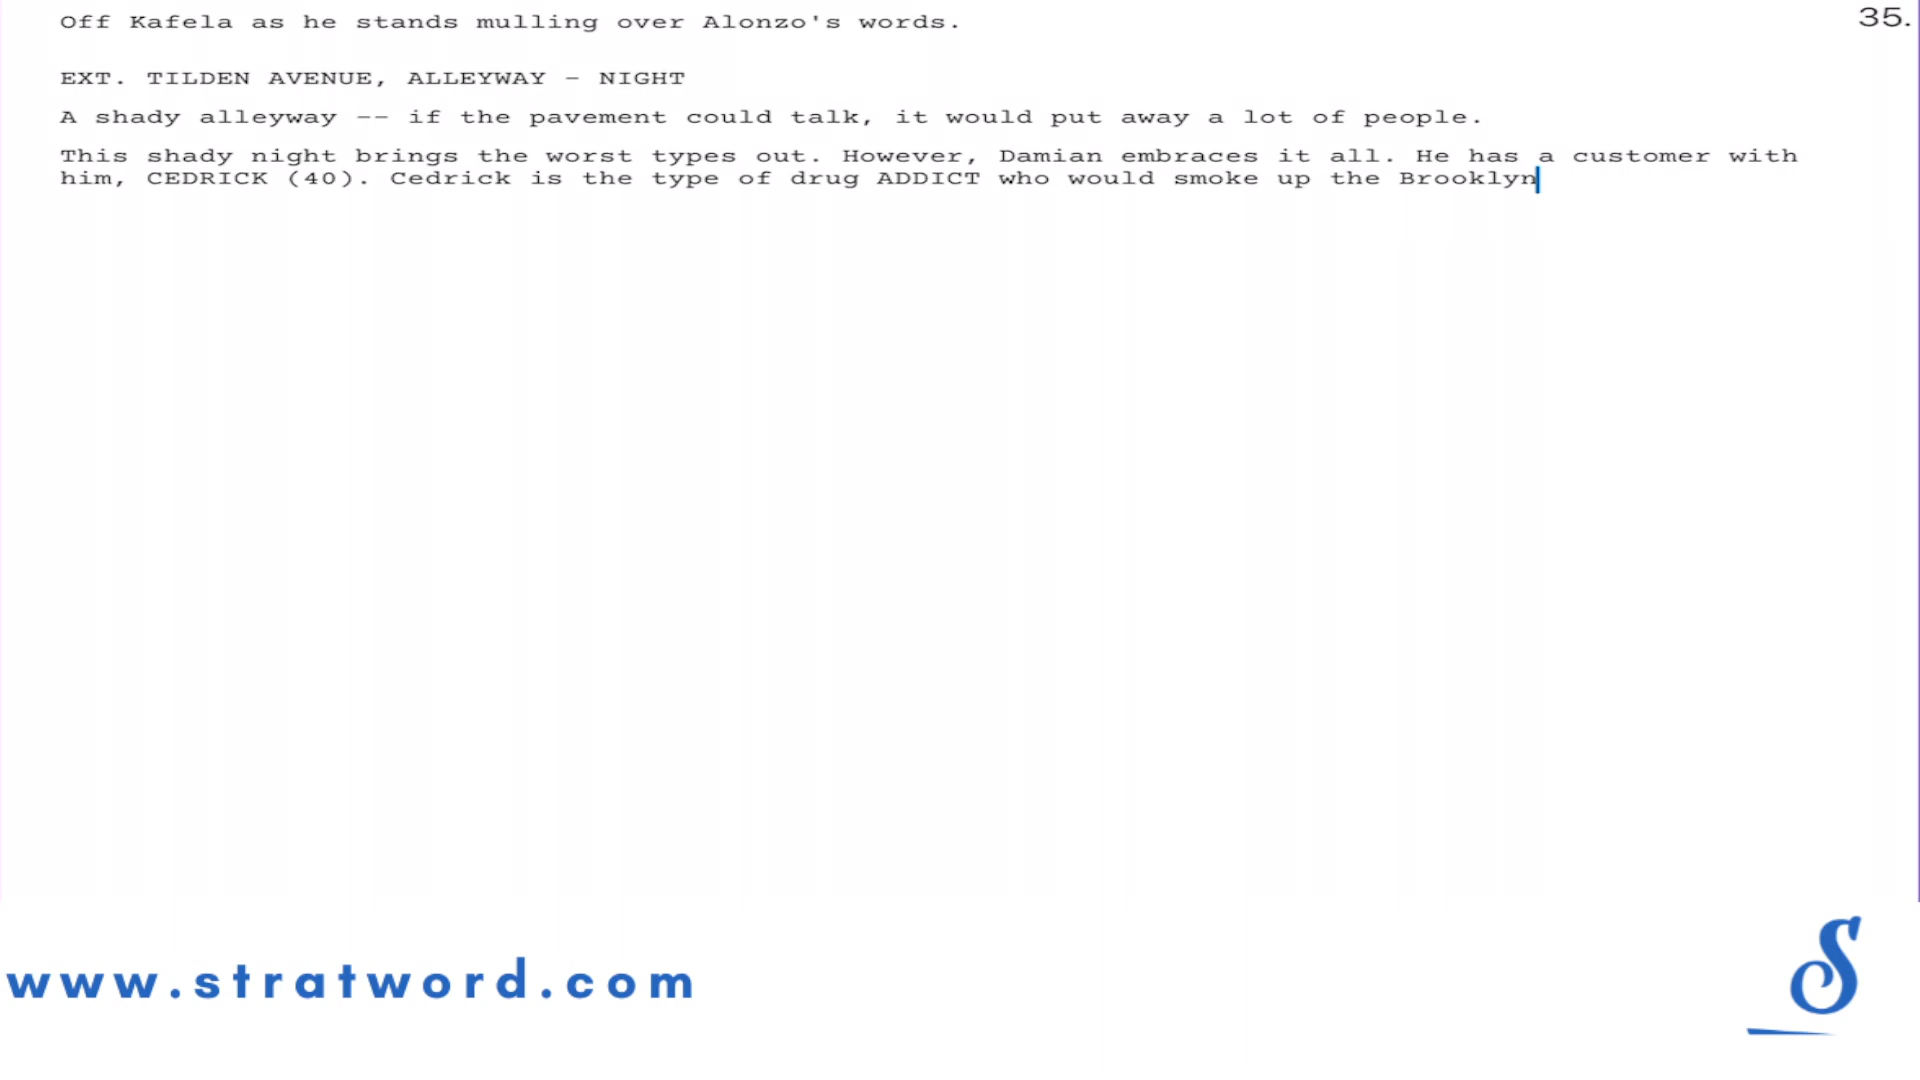 Off Kafela as he stands mulling over Alonzo's words.
35.
EXT. TILDEN AVENUE, ALLEYWAY - NIGHT
A shady alleyway -- if the pavement could talk, it would put away a lot of people.
This shady night brings the worst types out. However, Damian embraces it all. He has a customer with
him, CEDRICK (40). Cedrick is the type of drug ADDICT who would smoke up the Brooklyn
www.stratword.com
S